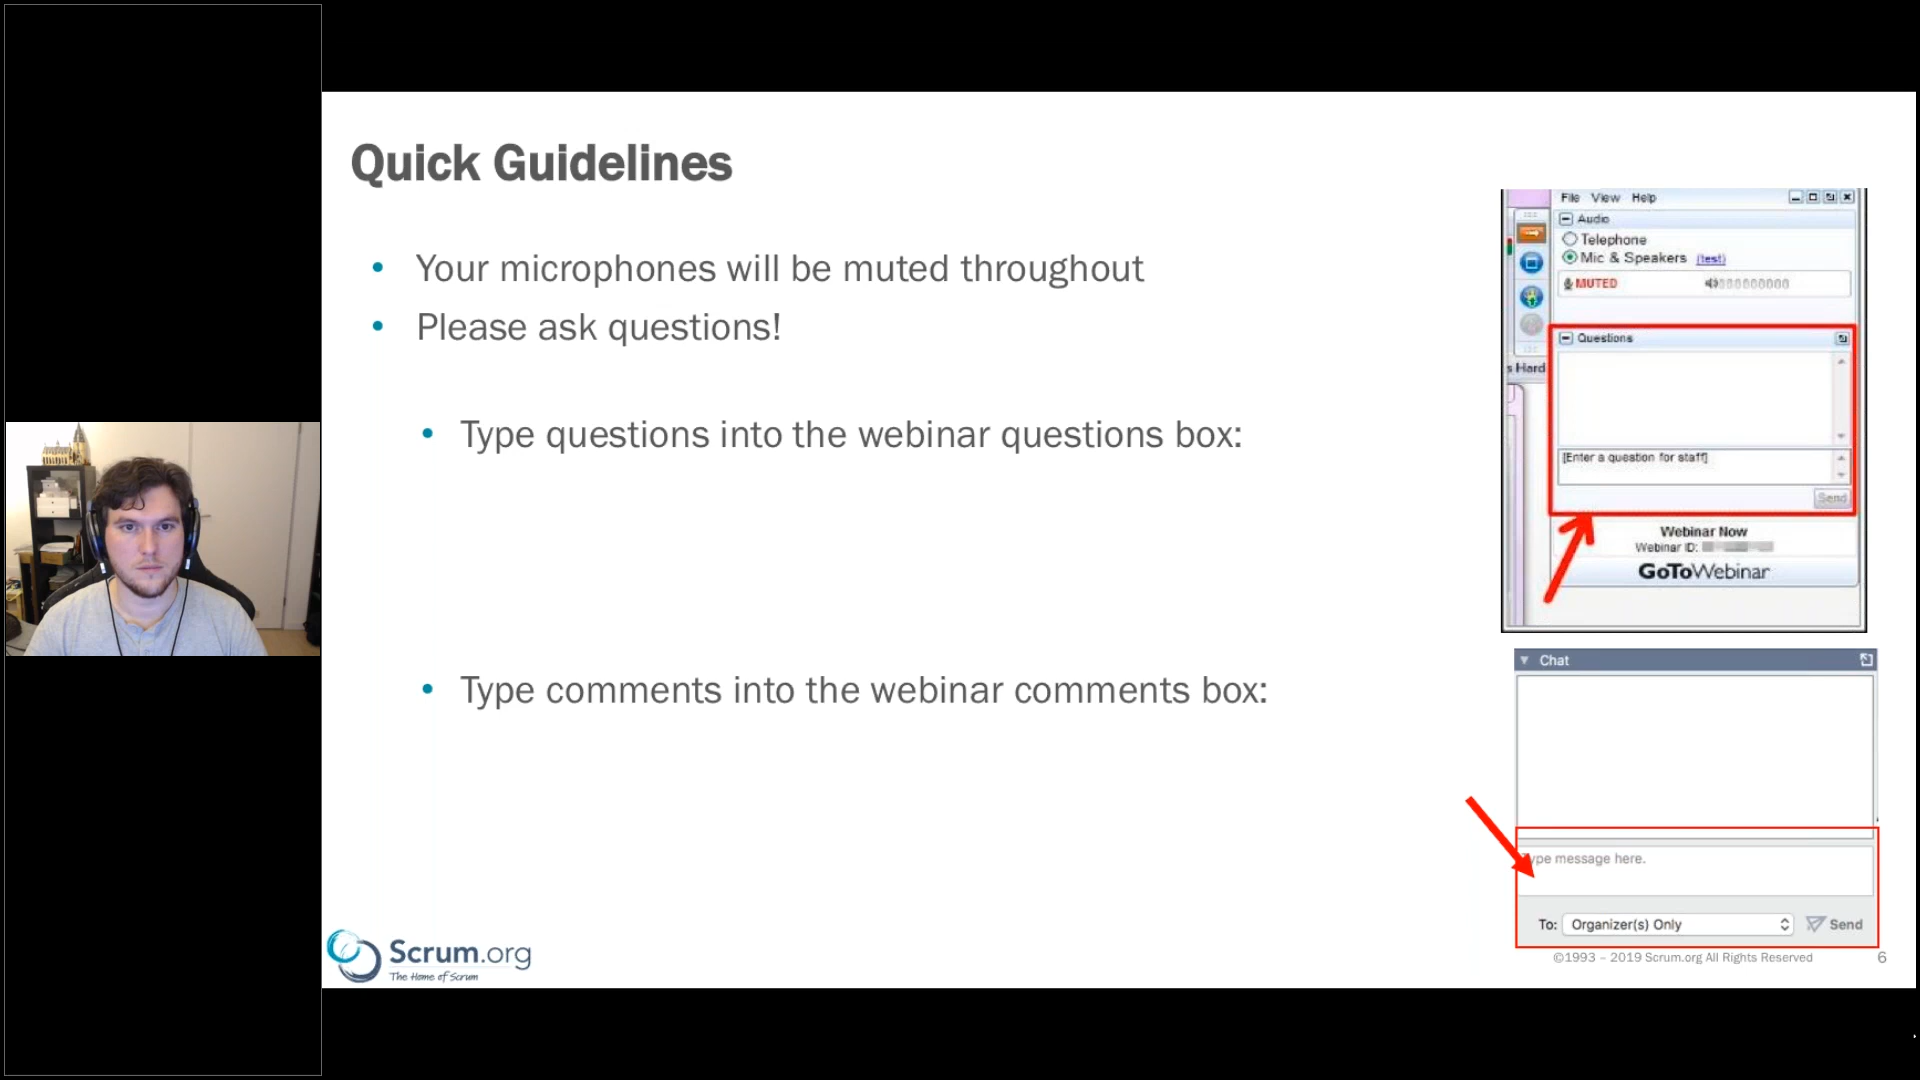 Quick Guidelines
• Your microphones will be muted throughout
• Please ask questions!
• Type questions into the webinar questions box:
• Type comments into the webinar comments box:
File View Help
Audio
Telephone
Mic & Speakers (test)
MUTED
s Hard
Questions
[Enter a question for staff]
Send
Webinar Now
Webinar ID:
GoToWebinar
Chat
ype message here.
To: Organizer(s) Only Send
Scrum.org
The Home of Scrum
©1993 – 2019 Scrum.org All Rights Reserved
6